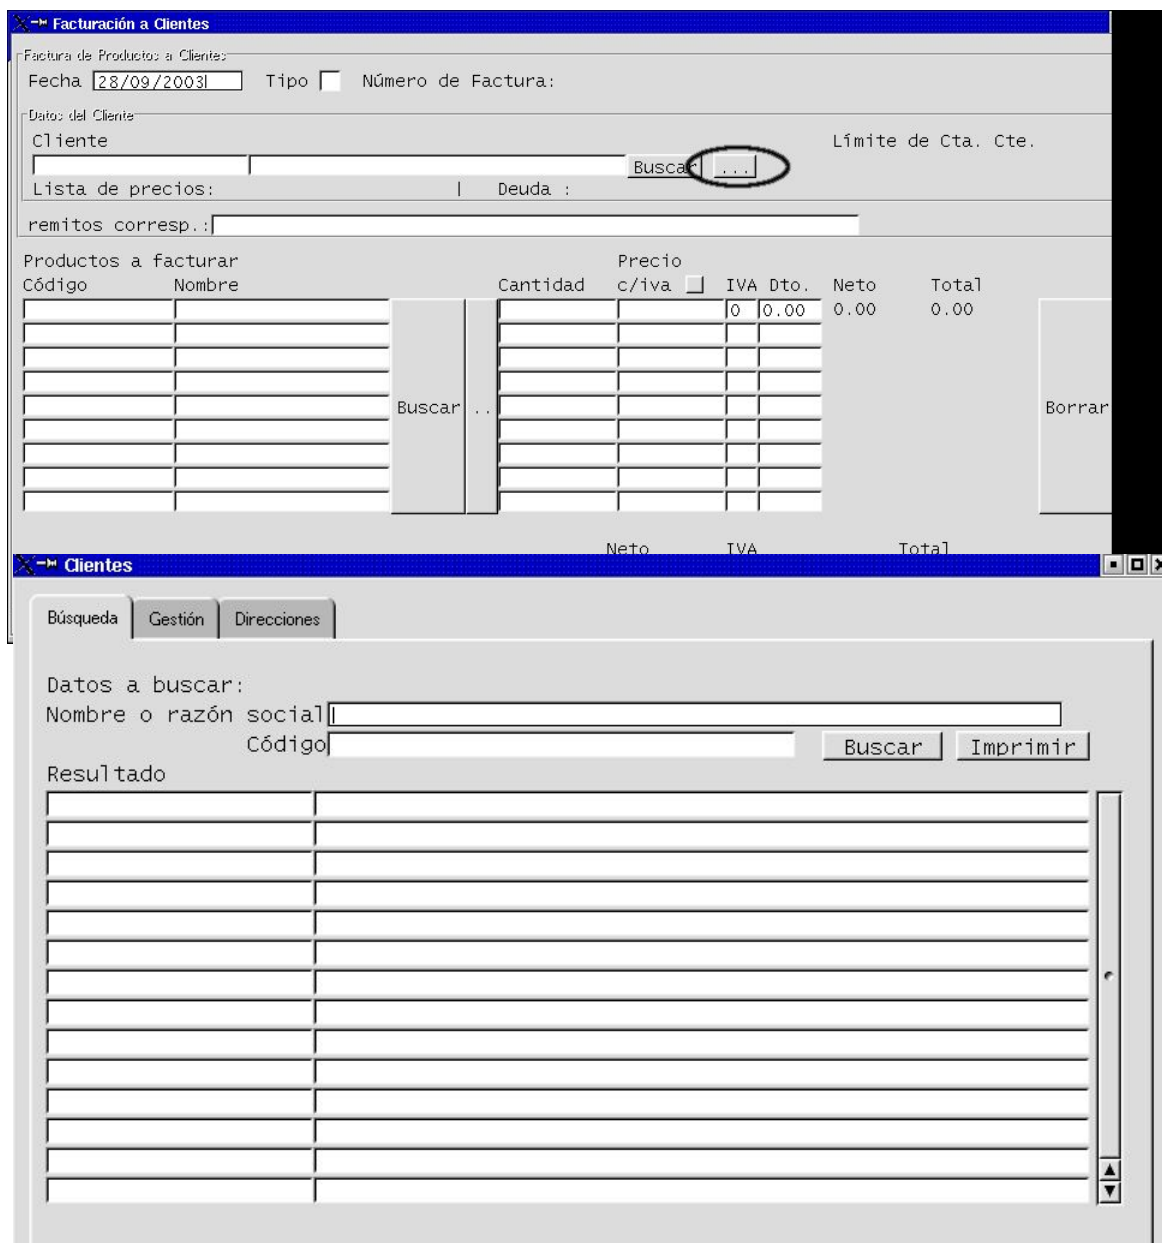 Facturación a Clientes
Factura de Productos a Clientes
Fecha 28/09/2003 Tipo Número de Factura:
Datos del Cliente
Cliente Límite de Cta. Cte.
Buscar ...
Lista de precios: | Deuda :
remitos corresp.:
Productos a facturar Precio
Código Nombre Cantidad c/iva IVA Dto. Neto Total
0 0.00 0.00 0.00
Buscar .. Borrar
Neto IVA Total
Clientes
Búsqueda Gestión Direcciones
Datos a buscar:
Nombre o razón social
Código Buscar Imprimir
Resultado